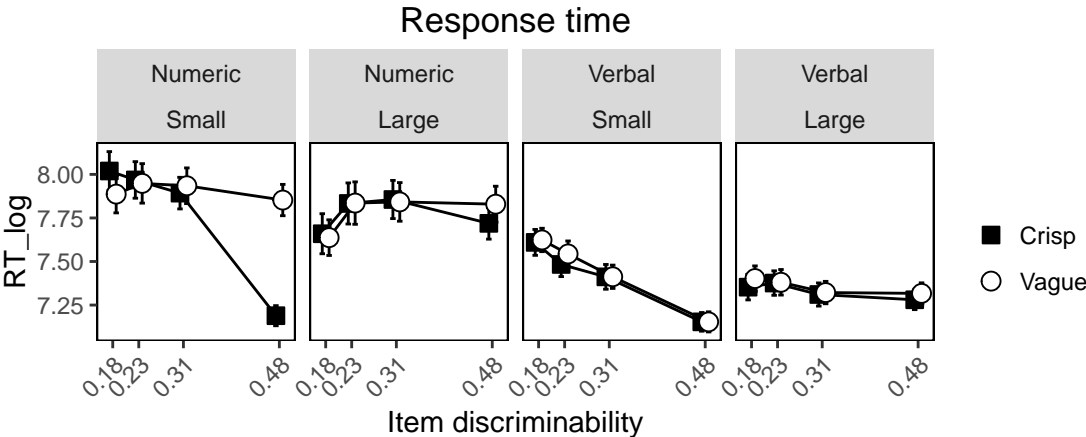 Response time
Numeric Numeric Verbal Verbal
Small Large Small Large
8.00
7.75
7.50
7.25
RT_log
0.18 0.23 0.31 0.48 0.18 0.23 0.31 0.48 0.18 0.23 0.31 0.48 0.18 0.23 0.31 0.48
Item discriminability
Crisp
Vague